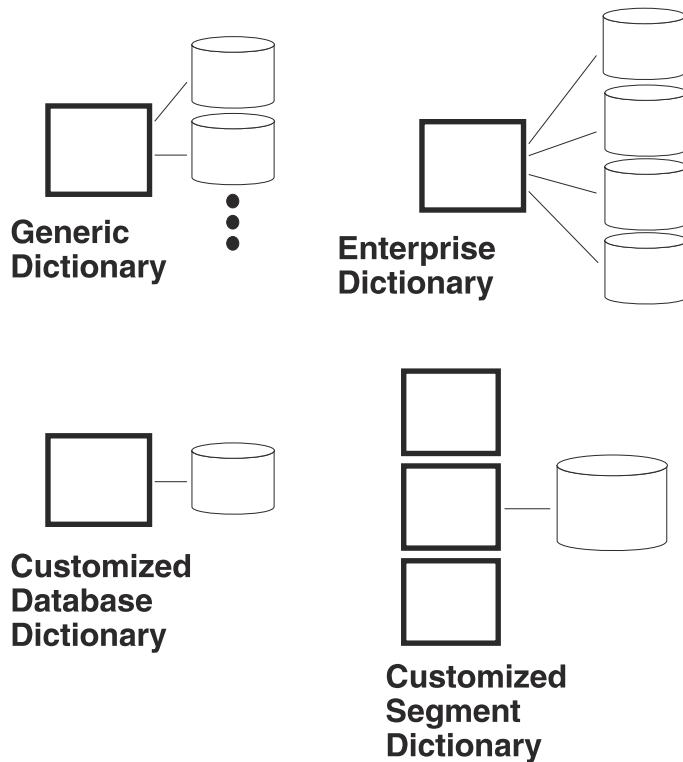 Generic
Dictionary
Enterprise
Dictionary
Customized
Database
Dictionary
Customized
Segment
Dictionary